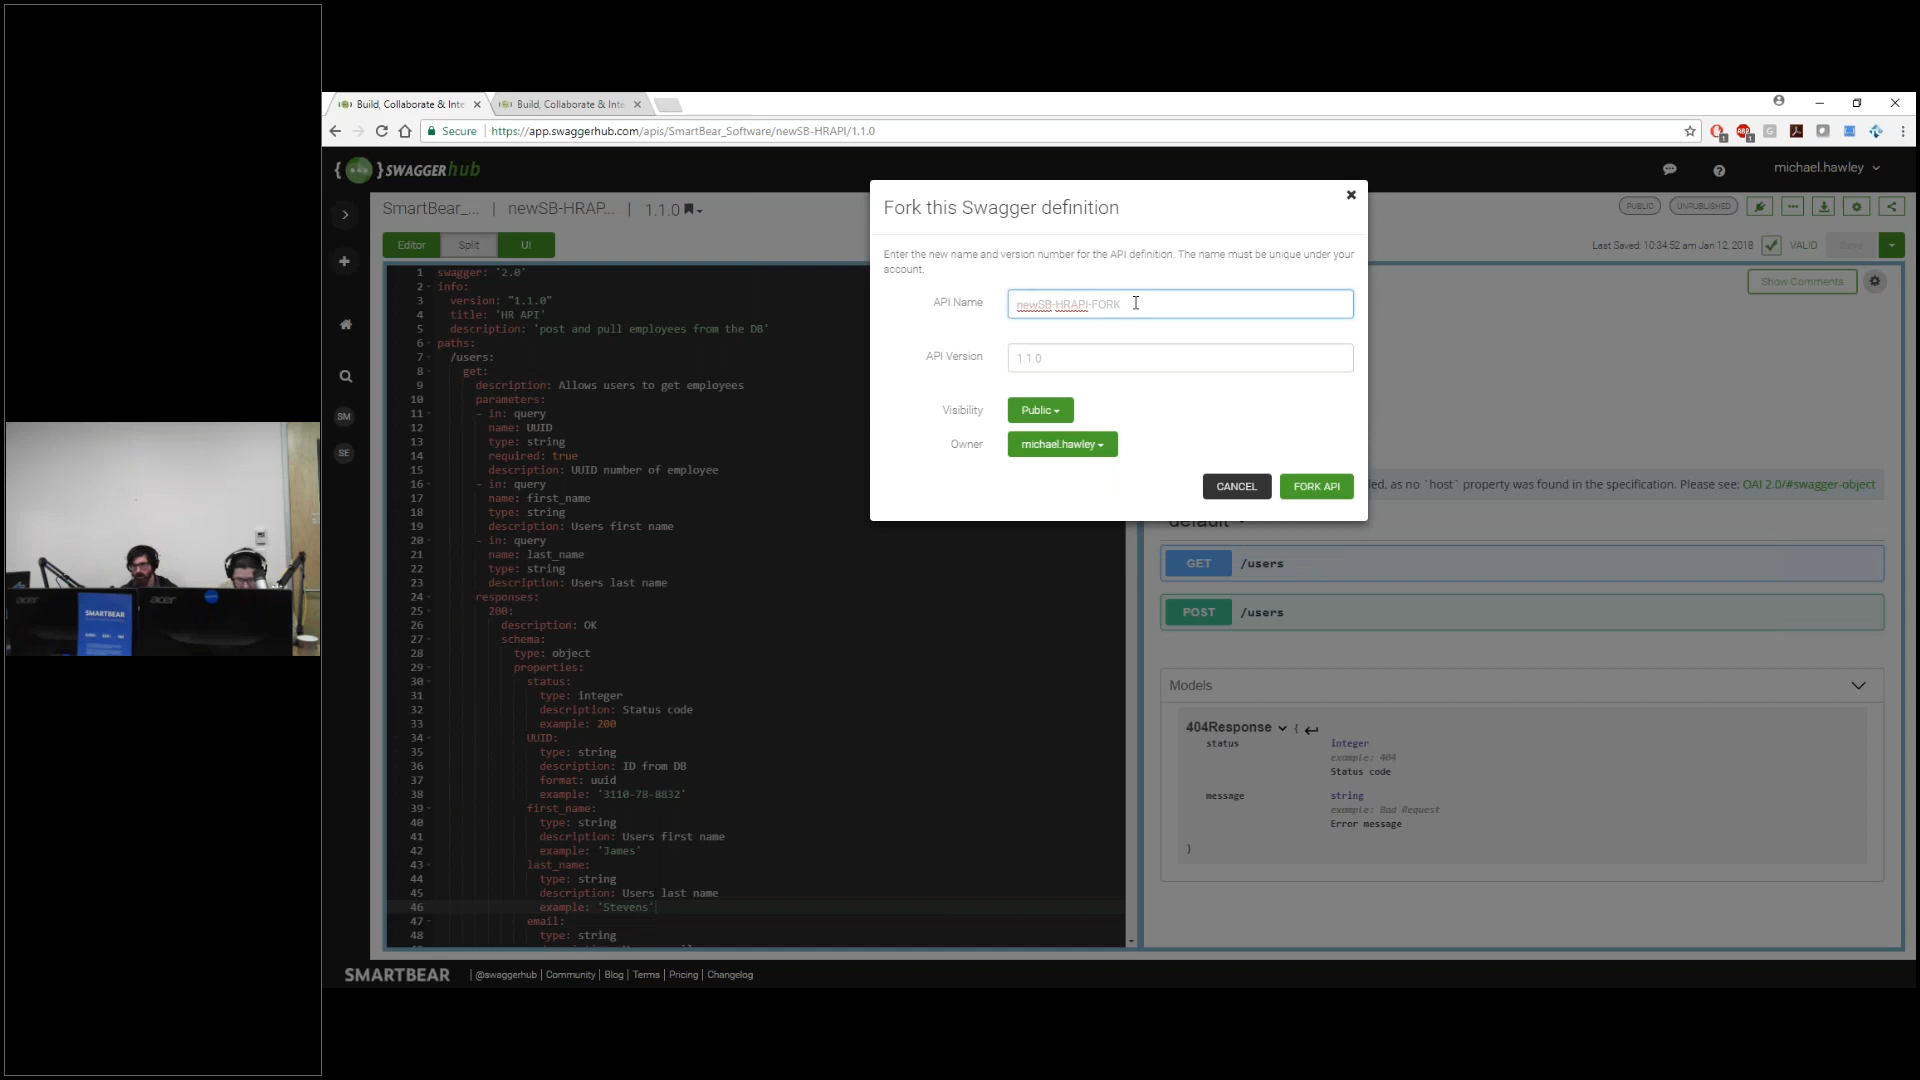 Build, Collaborate & Inte
Build, Collaborate & Inte
Secure
https://app.swaggerhub.com/apis/SmartBear_Software/newSB-HRAPI/1.1.0
SWAGGERhub
michael.hawley
SmartBear_... | newSB-HRAP... | 1.1.0
PUBLIC
UNPUBLISHED
Editor
Split
UI
Last Saved: 10:34:52 am Jan 12, 2018
VALID
Save
Show Comments
SM
SE
1 swagger: '2.0'
2 info:
3 version: "1.1.0"
4 title: 'HR API'
5 description: 'post and pull employees from the DB'
6 paths:
7 /users:
8 get:
9 description: Allows users to get employees
10 parameters:
11 - in: query
12 name: UUID
13 type: string
14 required: true
15 description: UUID number of employee
16 - in: query
17 name: first_name
18 type: string
19 description: Users first name
20 - in: query
21 name: last_name
22 type: string
23 description: Users last name
24 responses:
25 200:
26 description: OK
27 schema:
28 type: object
29 properties:
30 status:
31 type: integer
32 description: Status code
33 example: 200
34 UUID:
35 type: string
36 description: ID from DB
37 format: uuid
38 example: '3110-78-8832'
39 first_name:
40 type: string
41 description: Users first name
42 example: 'James'
43 last_name:
44 type: string
45 description: Users last name
46 example: 'Stevens'
47 email:
48 type: string
Fork this Swagger definition
Enter the new name and version number for the API definition. The name must be unique under your
account.
API Name
newSB-HRAPI-FORK
API Version
1.1.0
Visibility
Public
Owner
michael.hawley
CANCEL
FORK API
ed, as no `host` property was found in the specification. Please see: OAI 2.0/#swagger-object
default
GET /users
POST /users
Models
404Response {
status integer
example: 404
Status code
message string
example: Bad Request
Error message
}
SMARTBEAR
| @swaggerhub | Community | Blog | Terms | Pricing | Changelog
acer
SMARTBEAR
acer